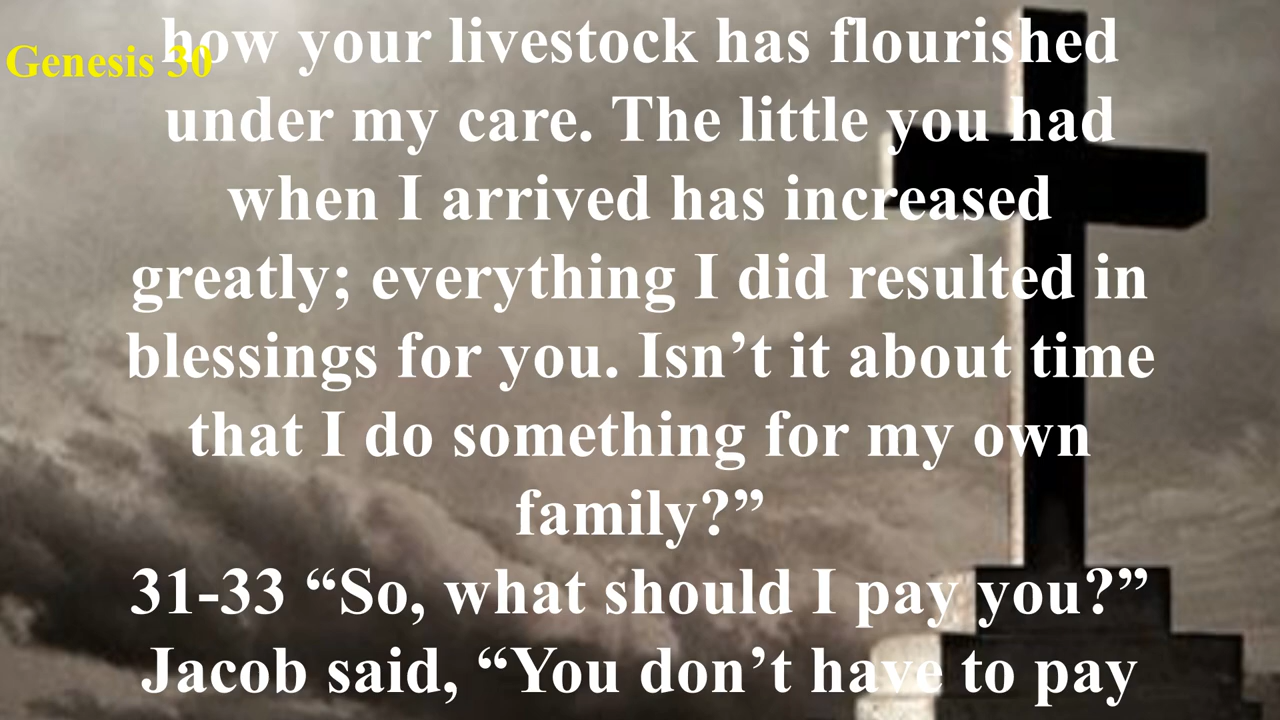 Genesis 30
how your livestock has flourished
under my care. The little you had
when I arrived has increased
greatly; everything I did resulted in
blessings for you. Isn’t it about time
that I do something for my own
family?”
31-33 “So, what should I pay you?”
Jacob said, “You don’t have to pay